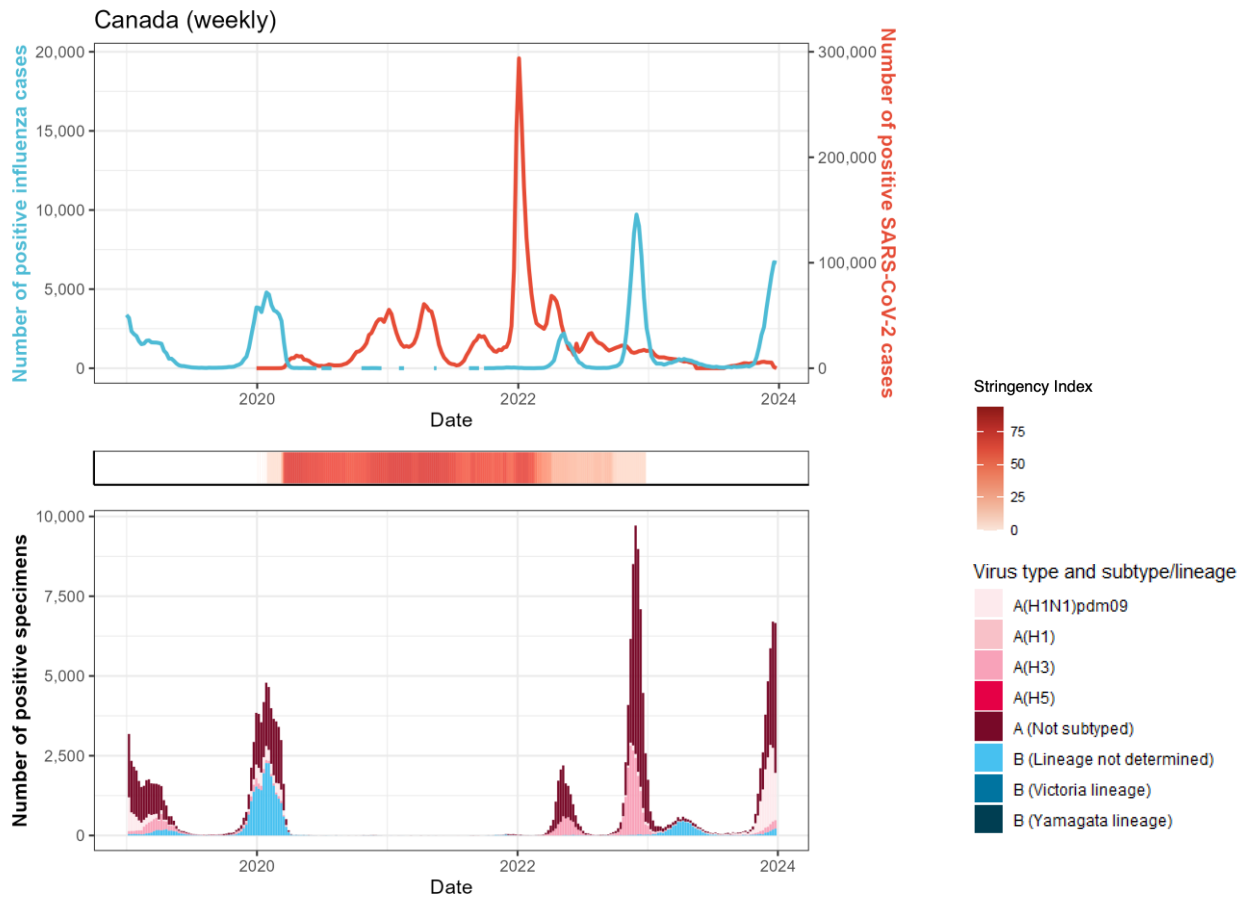 Canada (weekly)
Number of positive influenza cases
20,000
15,000
10,000
5,000
0
300,000
200,000
100,000
0
Number of positive SARS-CoV-2 cases
2020
2022
2024
Date
Stringency Index
75
50
25
0
Number of positive specimens
10,000
7,500
5,000
2,500
0
2020
2022
2024
Date
Virus type and subtype/lineage
A(H1N1)pdm09
A(H1)
A(H3)
A(H5)
A (Not subtyped)
B (Lineage not determined)
B (Victoria lineage)
B (Yamagata lineage)